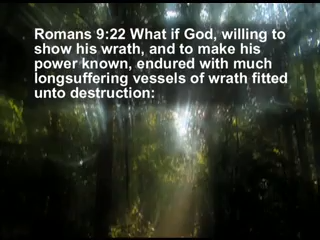 Romans 9:22 What if God, willing to
show his wrath, and to make his
power known, endured with much
longsuffering vessels of wrath fitted
unto destruction: